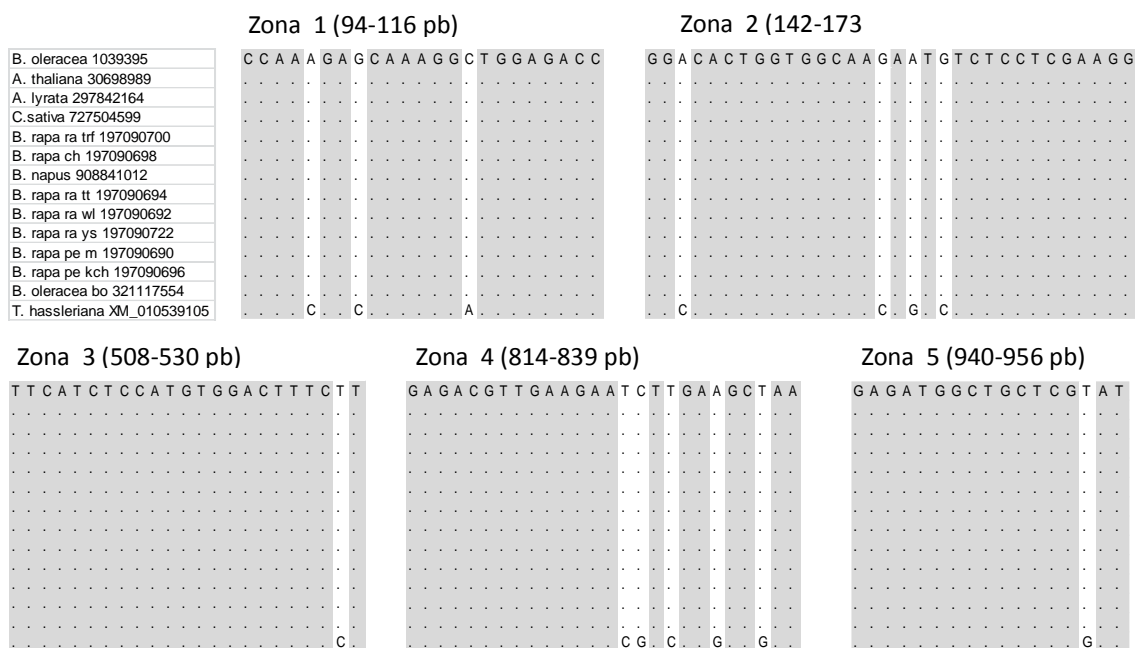 Zona 1 (94-116 pb)
Zona 2 (142-173
B. oleracea 1039395 C C A A A G A G C A A A G G C T G G A G A C C G G A C A C T G G T G G C A A G A A T G T C T C C T C G A A G G
A. thaliana 30698989
A. lyrata 297842164
C.sativa 727504599
B. rapa ra trf 197090700
B. rapa ch 197090698
B. napus 908841012
B. rapa ra tt 197090694
B. rapa ra wl 197090692
B. rapa ra ys 197090722
B. rapa pe m 197090690
B. rapa pe kch 197090696
B. oleracea bo 321117554
T. hassleriana XM_010539105 . . . . C . . C . . . . . . A . . . . . . . . . . C . . . . . . . . . . . . C . G . C . . . . . . . . . . .
Zona 3 (508-530 pb)
Zona 4 (814-839 pb)
Zona 5 (940-956 pb)
T T C A T C T C C A T G T G G A C T T T C T T G A G A C G T T G A A G A A T C T T G A A G C T A A G A G A T G G C T G C T C G T A T
. . . . . . . . . . . . . . . . . . . . . C . . . . . . . . . . . . . . . C G . C . . G . . G . . . . . . . . . . . . . . . . G . .